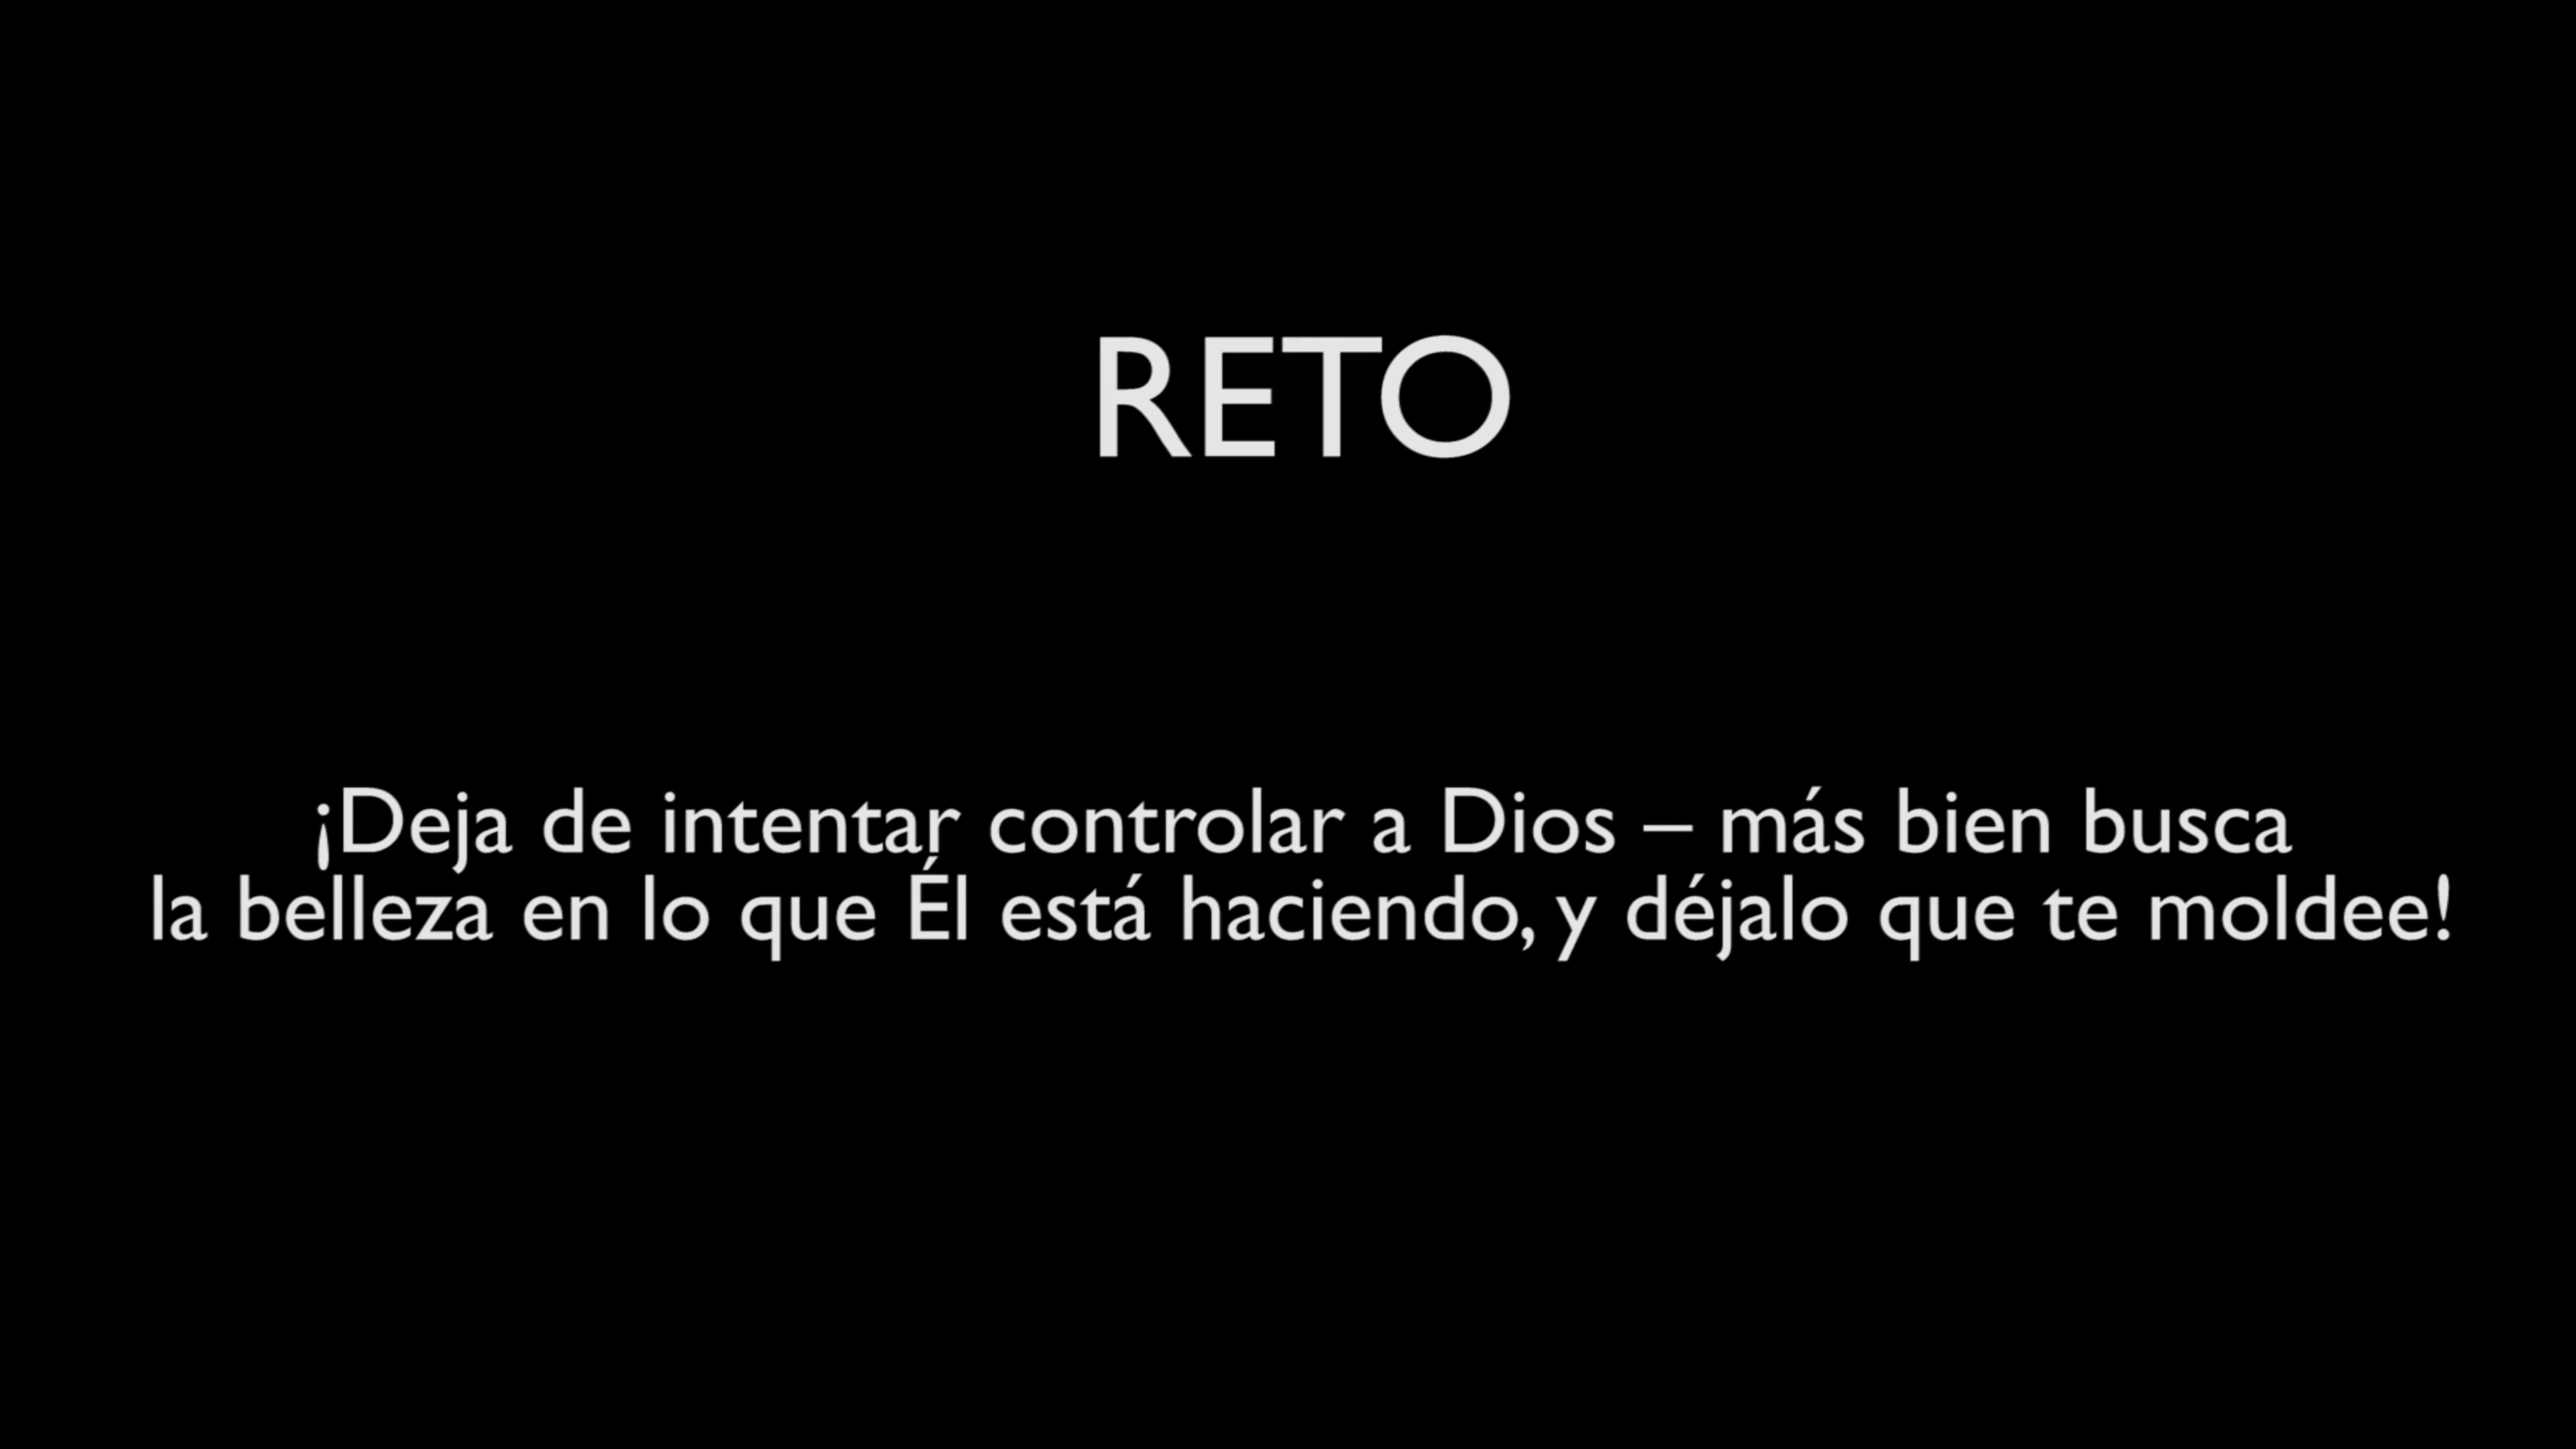 RETO
¡Deja de intentar controlar a Dios – más bien busca
la belleza en lo que Él está haciendo, y déjalo que te moldee!